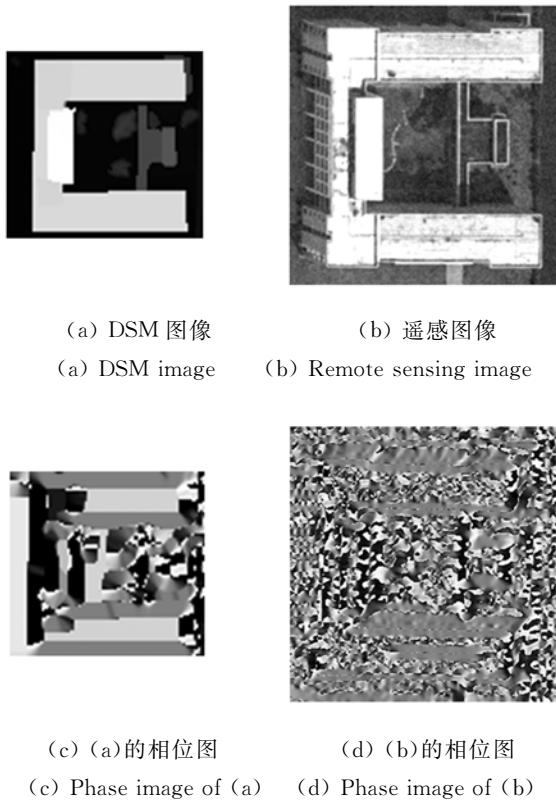 (a) DSM 图像
(b) 遥感图像
(a) DSM image
(b) Remote sensing image
(c) (a)的相位图
(d) (b)的相位图
(c) Phase image of (a)
(d) Phase image of (b)